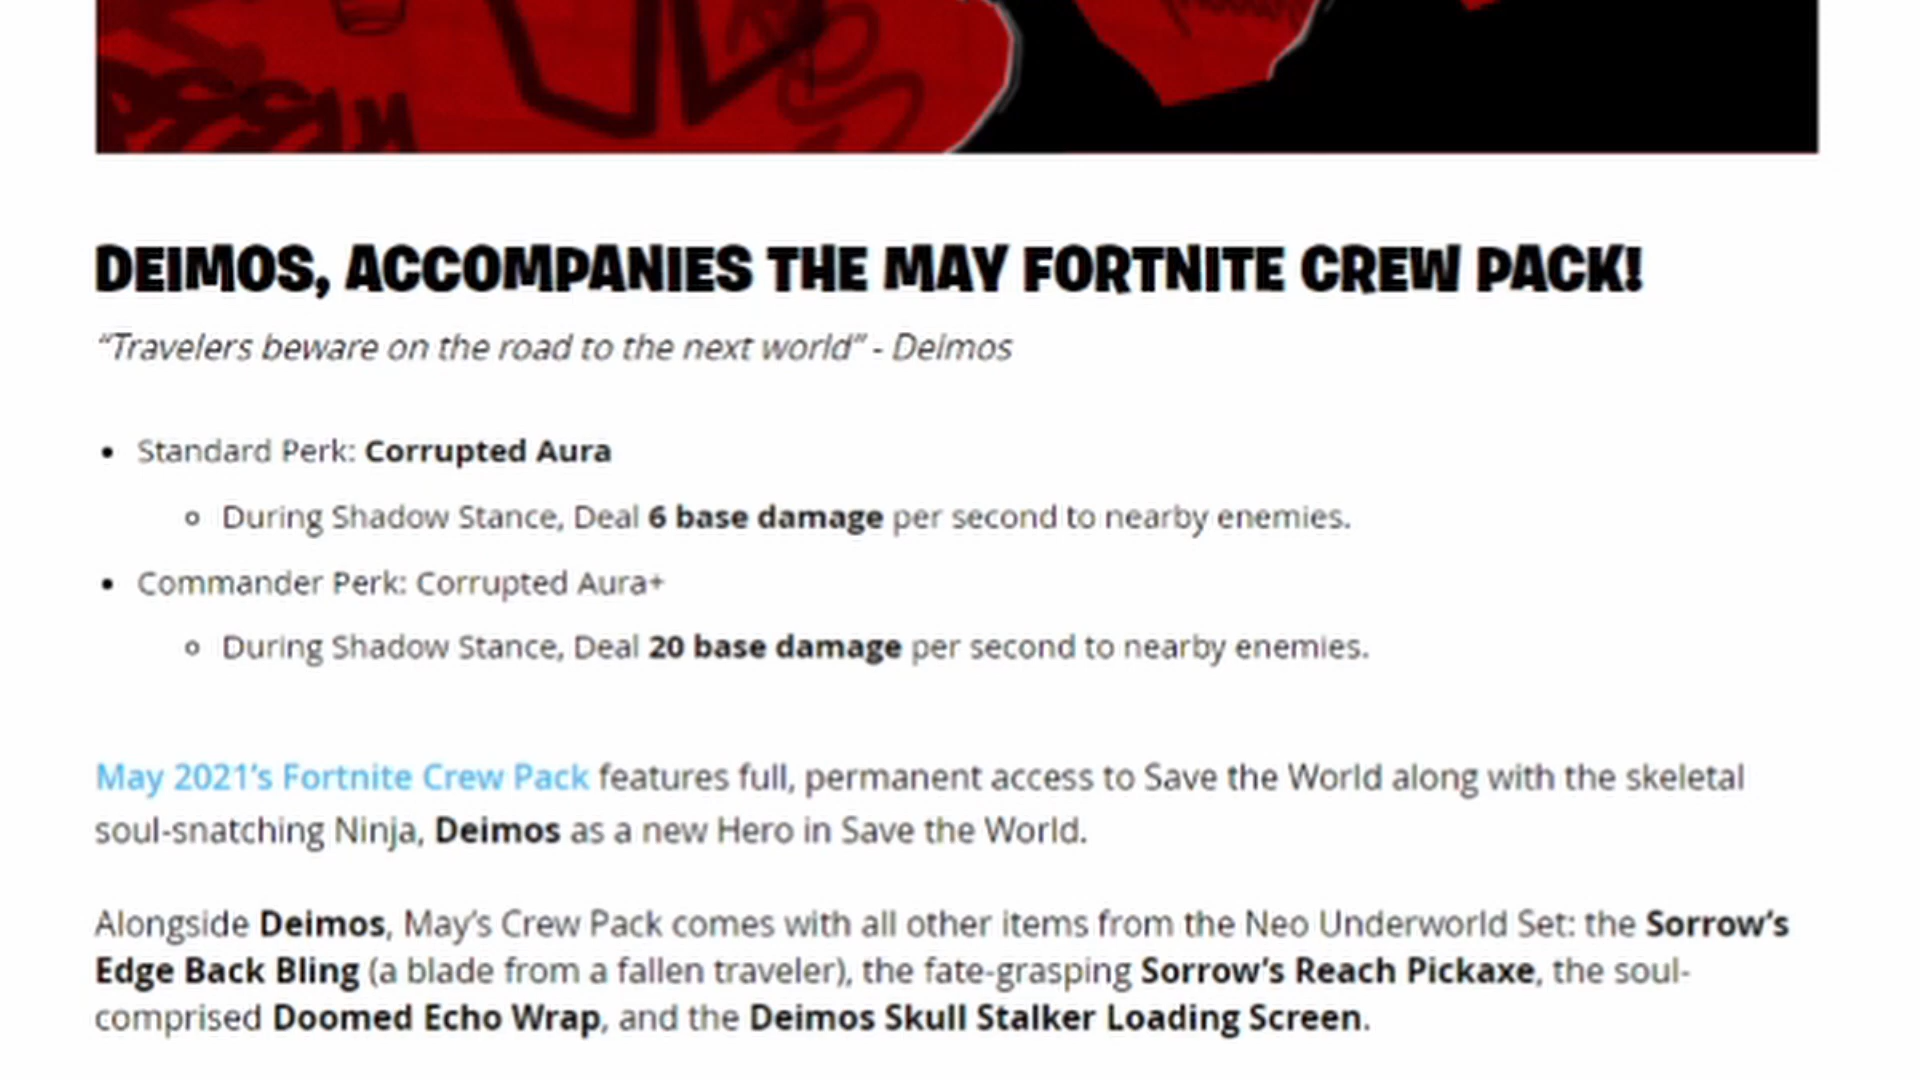 DEIMOS, ACCOMPANIES THE MAY FORTNITE CREW PACK!
“Travelers beware on the road to the next world” - Deimos
• Standard Perk: Corrupted Aura
◦ During Shadow Stance, Deal 6 base damage per second to nearby enemies.
• Commander Perk: Corrupted Aura+
◦ During Shadow Stance, Deal 20 base damage per second to nearby enemies.
May 2021’s Fortnite Crew Pack features full, permanent access to Save the World along with the skeletal
soul-snatching Ninja, Deimos as a new Hero in Save the World.
Alongside Deimos, May’s Crew Pack comes with all other items from the Neo Underworld Set: the Sorrow’s
Edge Back Bling (a blade from a fallen traveler), the fate-grasping Sorrow’s Reach Pickaxe, the soul-
comprised Doomed Echo Wrap, and the Deimos Skull Stalker Loading Screen.